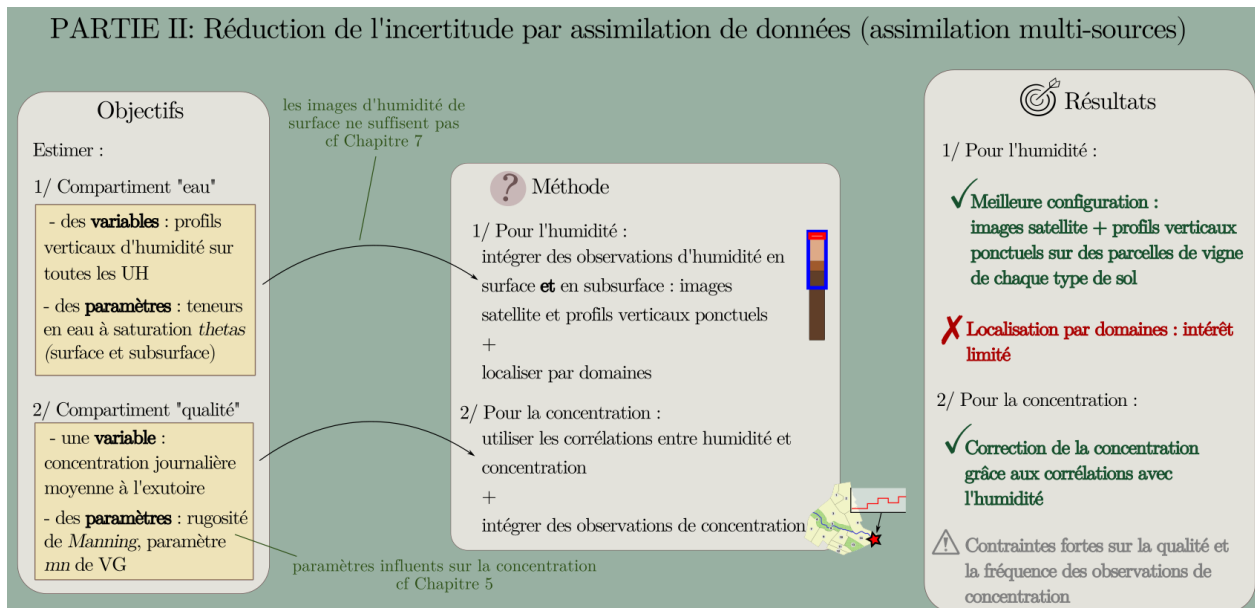 PARTIE II: Réduction de l'incertitude par assimilation de données (assimilation multi-sources)
Objectifs
Estimer :
1/ Compartiment "eau"
- des variables : profils
verticaux d'humidité sur
toutes les UH
- des paramètres : teneurs
en eau à saturation thetas
(surface et subsurface)
2/ Compartiment "qualité"
- une variable :
concentration journalière
moyenne à l'exutoire
- des paramètres : rugosité
de Manning, paramètre
mn de VG
les images d'humidité de
surface ne suffisent pas
cf Chapitre 7
paramètres influents sur la concentration
cf Chapitre 5
? Méthode
1/ Pour l'humidité :
intégrer des observations d'humidité en
surface et en subsurface : images
satellite et profils verticaux ponctuels
+
localiser par domaines
2/ Pour la concentration :
utiliser les corrélations entre humidité et
concentration
+
intégrer des observations de concentration
Résultats
1/ Pour l'humidité :
✓ Meilleure configuration :
images satellite + profils verticaux
ponctuels sur des parcelles de vigne
de chaque type de sol
✗ Localisation par domaines : intérêt
limité
2/ Pour la concentration :
✓ Correction de la concentration
grâce aux corrélations avec
l'humidité
⚠ Contraintes fortes sur la qualité et
la fréquence des observations de
concentration